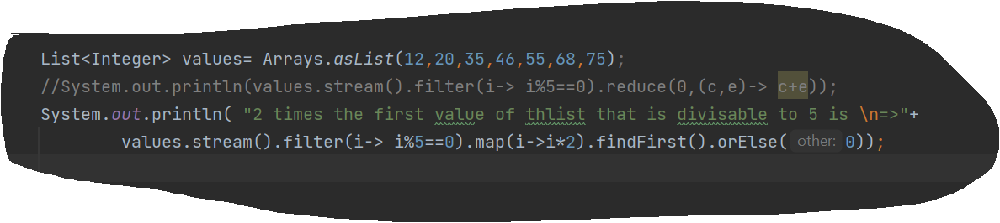 List<Integer> values= Arrays.asList(12,20,35,46,55,68,75);
//System.out.println(values.stream().filter(i-> i%5==0).reduce(0,(c,e)-> c+e));
System.out.println( "2 times the first value of thlist that is divisable to 5 is \n=>"+
values.stream().filter(i-> i%5==0).map(i->i*2).findFirst().orElse( other: 0));